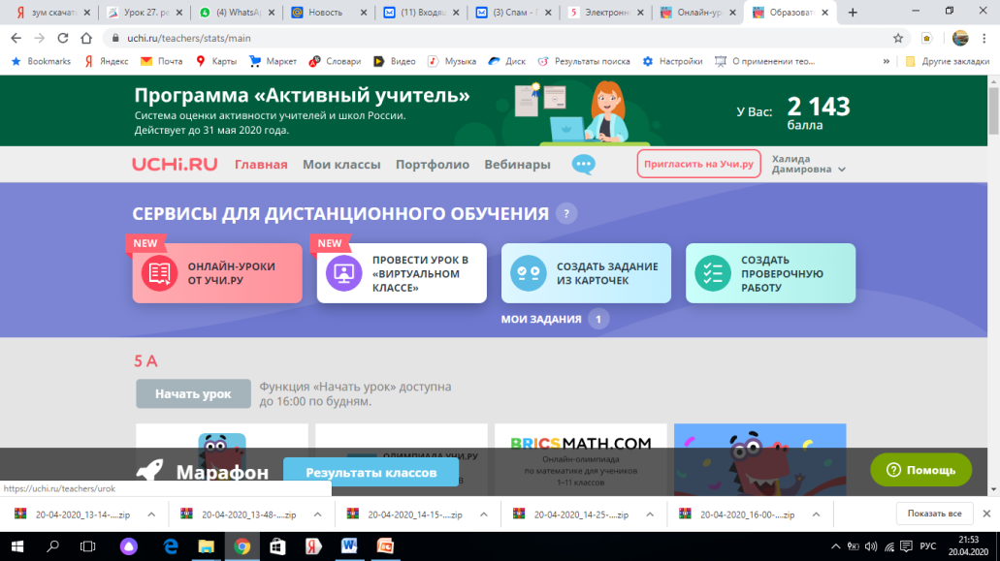 зум скачать
Урок 27. ре
(4) WhatsA
Новость
(11) Входящ
(3) Спам -
Электронн
Онлайн-ур
Образоват
uchi.ru/teachers/stats/main
Bookmarks
Яндекс
Почта
Карты
Маркет
Словари
Видео
Музыка
Диск
Результаты поиска
Настройки
О применении тео...
»
Другие закладки
Программа «Активный учитель»
Система оценки активности учителей и школ России.
Действует до 31 мая 2020 года.
У Вас: 2 143
балла
UCHi.RU
Главная
Мои классы
Портфолио
Вебинары
Пригласить на Учи.ру
Халида
Дамировна
СЕРВИСЫ ДЛЯ ДИСТАНЦИОННОГО ОБУЧЕНИЯ ?
NEW
ОНЛАЙН-УРОКИ
ОТ УЧИ.РУ
NEW
ПРОВЕСТИ УРОК В
«ВИРТУАЛЬНОМ
КЛАССЕ»
СОЗДАТЬ ЗАДАНИЕ
ИЗ КАРТОЧЕК
СОЗДАТЬ
ПРОВЕРОЧНУЮ
РАБОТУ
МОИ ЗАДАНИЯ 1
5 А
Начать урок
Функция «Начать урок» доступна
до 16:00 по будням.
ОЛИМПИАДА УЧИ.РУ
BRICSMATH.COM
Онлайн-олимпиада
по математике для учеников
1–11 классов
Марафон
Результаты классов
Помощь
https://uchi.ru/teachers/urok
20-04-2020_13-14-....zip
20-04-2020_13-48-....zip
20-04-2020_14-15-....zip
20-04-2020_14-25-....zip
20-04-2020_16-00-....zip
Показать все
РУС
21:53
20.04.2020